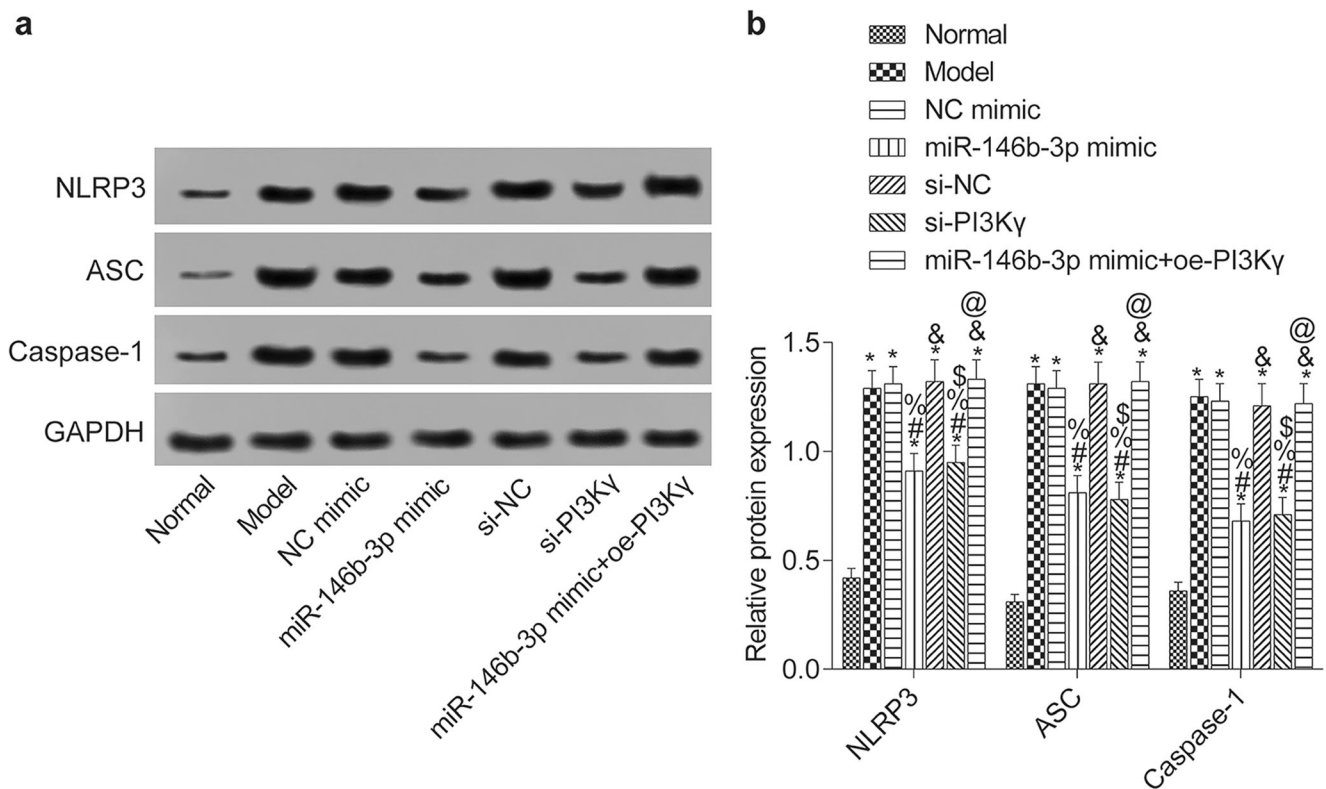 a
NLRP3
ASC
Caspase-1
GAPDH
Normal
Model
NC mimic
miR-146b-3p mimic
si-NC
si-PI3Kγ
miR-146b-3p mimic+oe-PI3Kγ
b
Normal
Model
NC mimic
miR-146b-3p mimic
si-NC
si-PI3Kγ
miR-146b-3p mimic+oe-PI3Kγ
Relative protein expression
1.5
1.0
0.5
0.0
*
*
%
#
*
&
*
$
%
#
*
@
&
*
*
*
%
#
*
&
*
$
%
#
*
@
&
*
*
*
%
#
*
&
*
$
%
#
*
@
&
*
NLRP3
ASC
Caspase-1